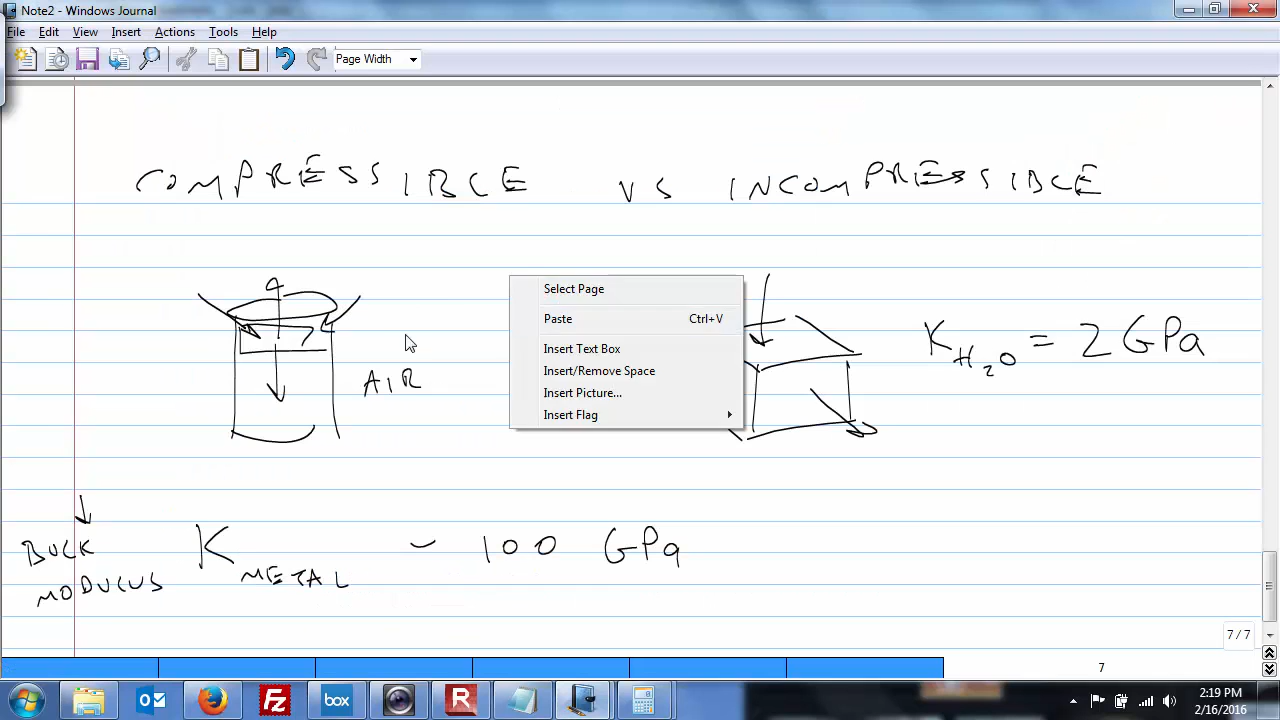 Note2 - Windows Journal
File Edit View Insert Actions Tools Help
Page Width
COMPRESSIBLE VS INCOMPRESSIBLE
Select Page
Paste Ctrl+V
Insert Text Box
Insert/Remove Space
Insert Picture...
Insert Flag
AIR
K H2O = 2 GPa
BULK
MODULUS
K METAL ~ 100 GPa
7 / 7
7
box
R
2:19 PM
2/16/2016